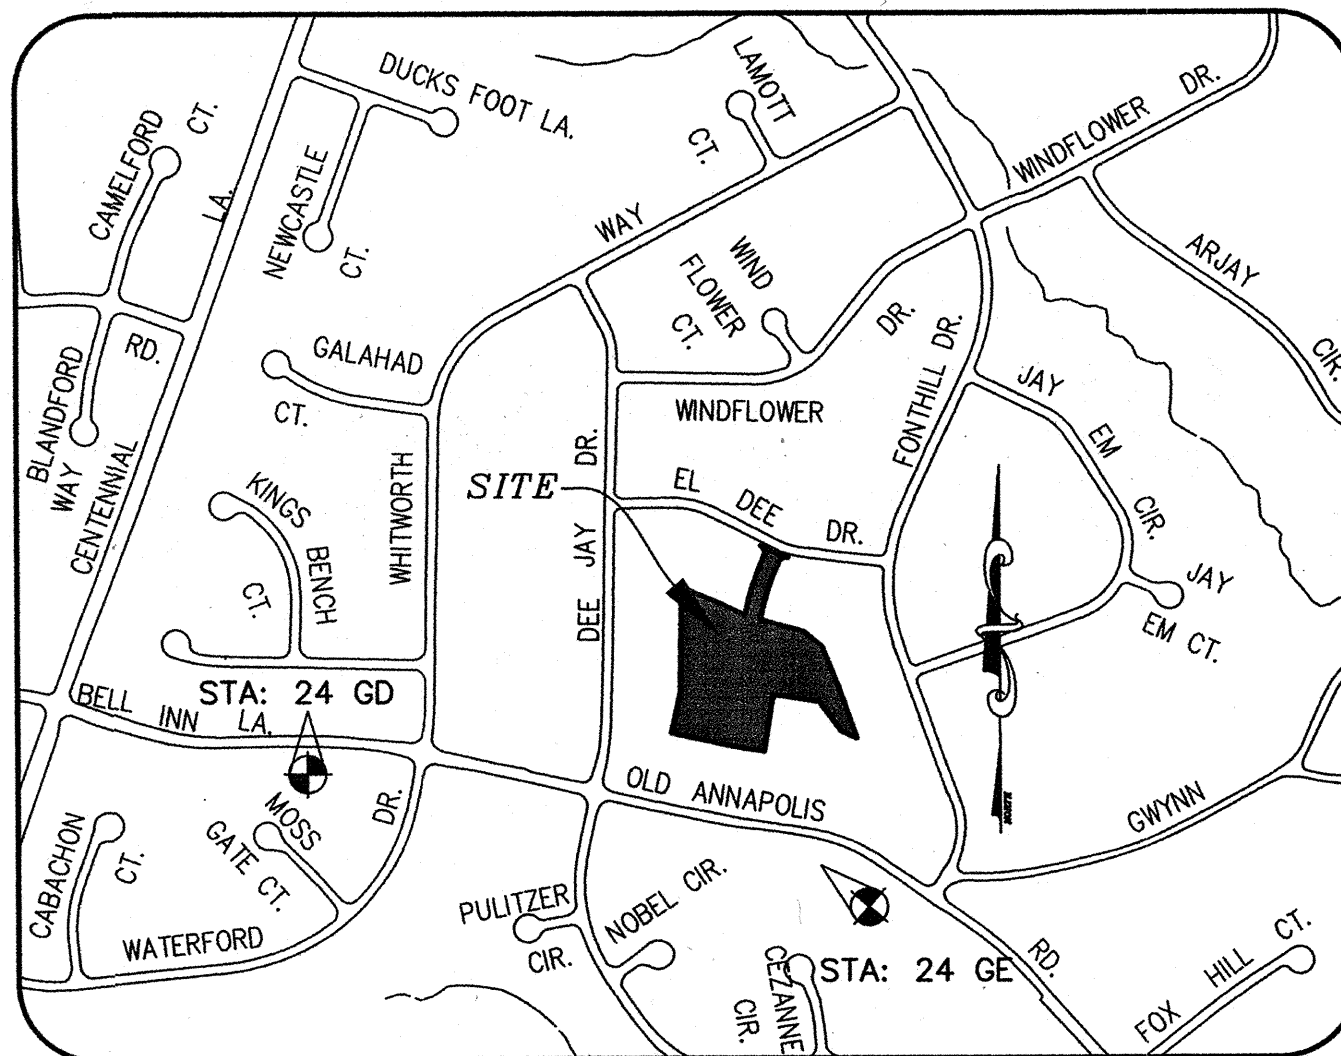 DUCKS FOOT LA.
LAMOTT
CT.
CAMELFORD
CT.
LA.
NEWCASTLE
CT.
WINDFLOWER DR.
WAY
WIND
FLOWER
CT.
ARJAY
CIR.
RD.
GALAHAD
CT.
DR.
FONTHILL DR.
JAY
EM
CIR.
BLANDFORD
WAY
CENTENNIAL
WINDFLOWER
DR.
SITE
EL
DEE
DR.
KINGS
BENCH
CT.
WHITWORTH
DEE JAY
JAY
EM CT.
STA: 24 GD
BELL INN LA.
OLD ANNAPOLIS
NORTH
GWYNN
MOSS
GATE CT.
DR.
CABACHON
CT.
WATERFORD
PULITZER
CIR.
NOBEL CIR.
CEZANNE
CIR.
STA: 24 GE
RD.
FOX HILL CT.